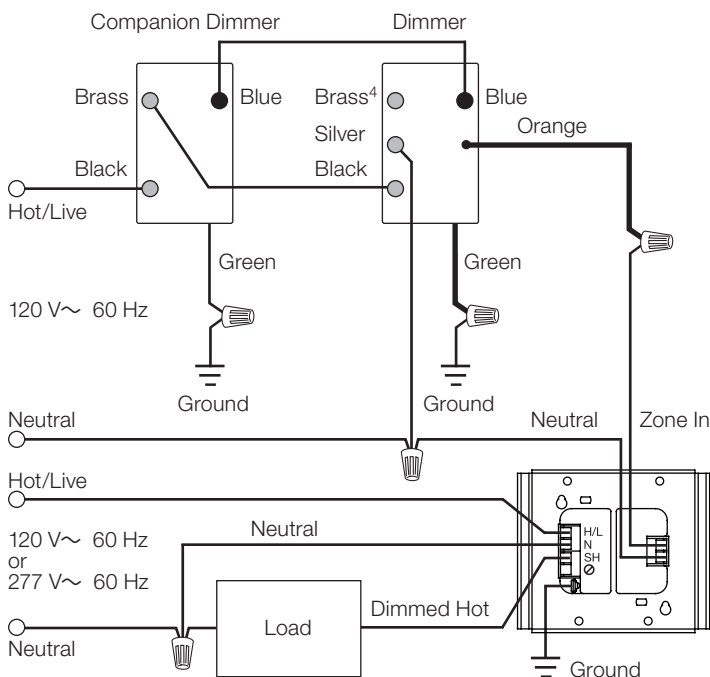 Companion Dimmer
Dimmer
Brass
Blue
Brass⁴
Blue
Silver
Orange
Black
Black
Hot/Live
Green
Green
120 V~ 60 Hz
Ground
Ground
Neutral
Neutral
Zone In
Hot/Live
Neutral
H/L
N
SH
120 V~ 60 Hz
or
277 V~ 60 Hz
Load
Dimmed Hot
Neutral
Ground